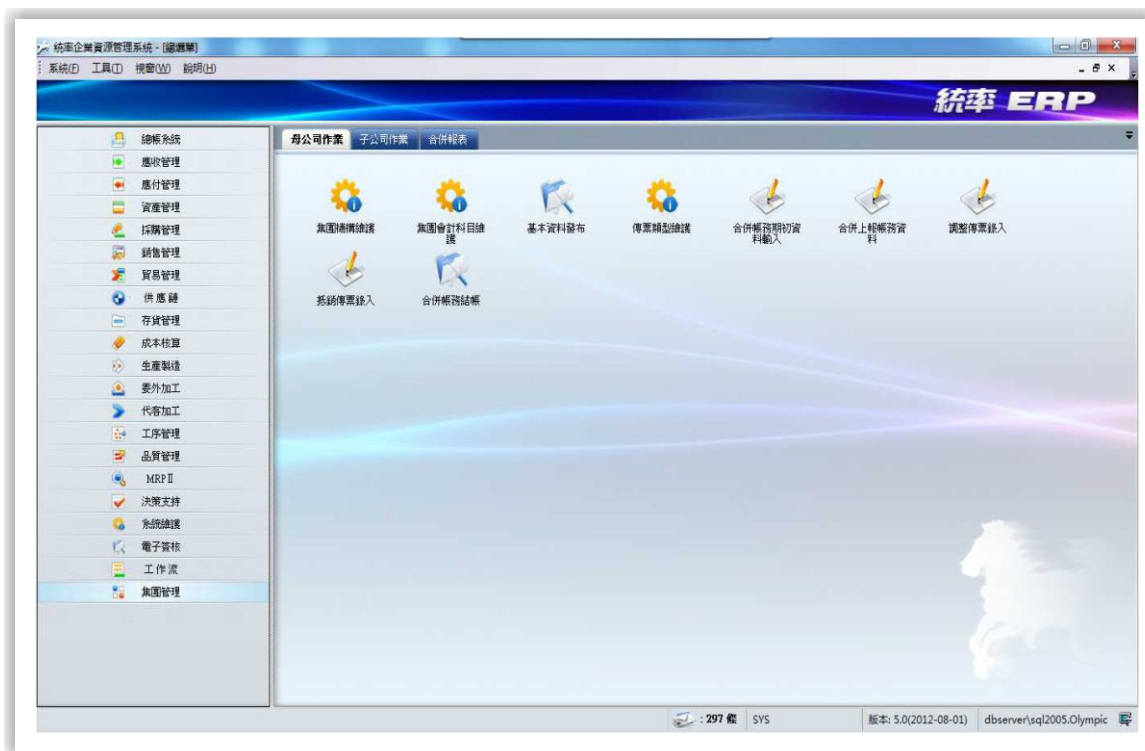 統率企業資源管理系統 - [總選單]
系統(F) 工具(T) 視窗(W) 說明(H)
統率 ERP
總帳系統
應收管理
應付管理
資產管理
採購管理
銷售管理
貿易管理
供應鏈
存貨管理
成本核算
生產製造
委外加工
代客加工
工序管理
品質管理
MRPⅡ
決策支持
系統維護
電子簽核
工作流
集團管理
母公司作業 子公司作業 合併報表
集團機構維護
集團會計科目維
護
基本資料發布
傳票類型維護
合併帳務期初資
料輸入
合併上報帳務資
料
調整傳票錄入
抵銷傳票錄入
合併帳務結帳
: 297 條 SYS 版本: 5.0(2012-08-01) dbserver\sql2005.Olympic